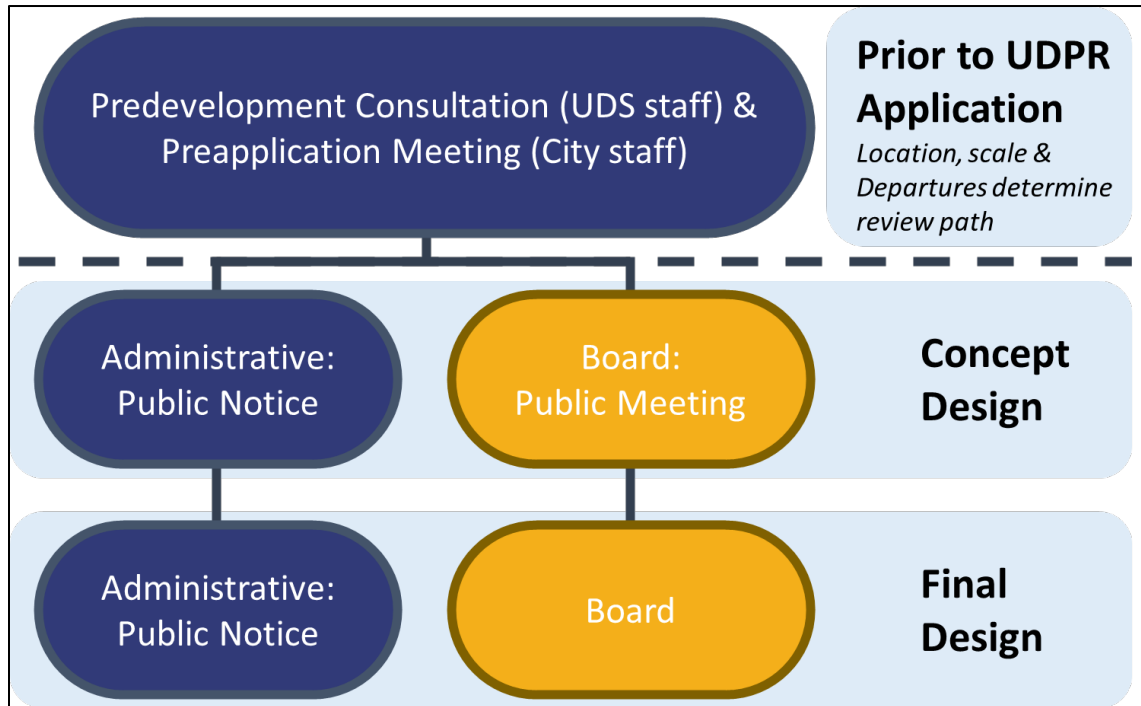 Predevelopment Consultation (UDS staff) &
Preapplication Meeting (City staff)
Prior to UDPR
Application
Location, scale &
Departures determine
review path
Administrative:
Public Notice
Board:
Public Meeting
Concept
Design
Administrative:
Public Notice
Board
Final
Design